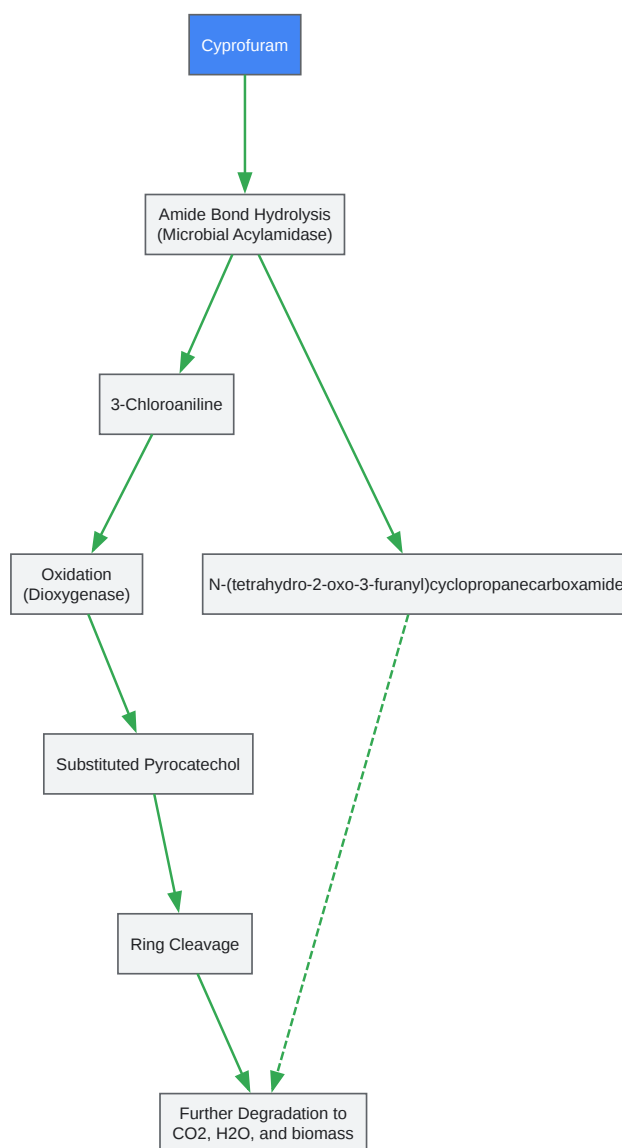 Cyprofuram
Amide Bond Hydrolysis
(Microbial Acylamidase)
3-Chloroaniline
Oxidation
(Dioxygenase)
N-(tetrahydro-2-oxo-3-furanyl)cyclopropanecarboxamide
Substituted Pyrocatechol
Ring Cleavage
Further Degradation to
CO2, H2O, and biomass